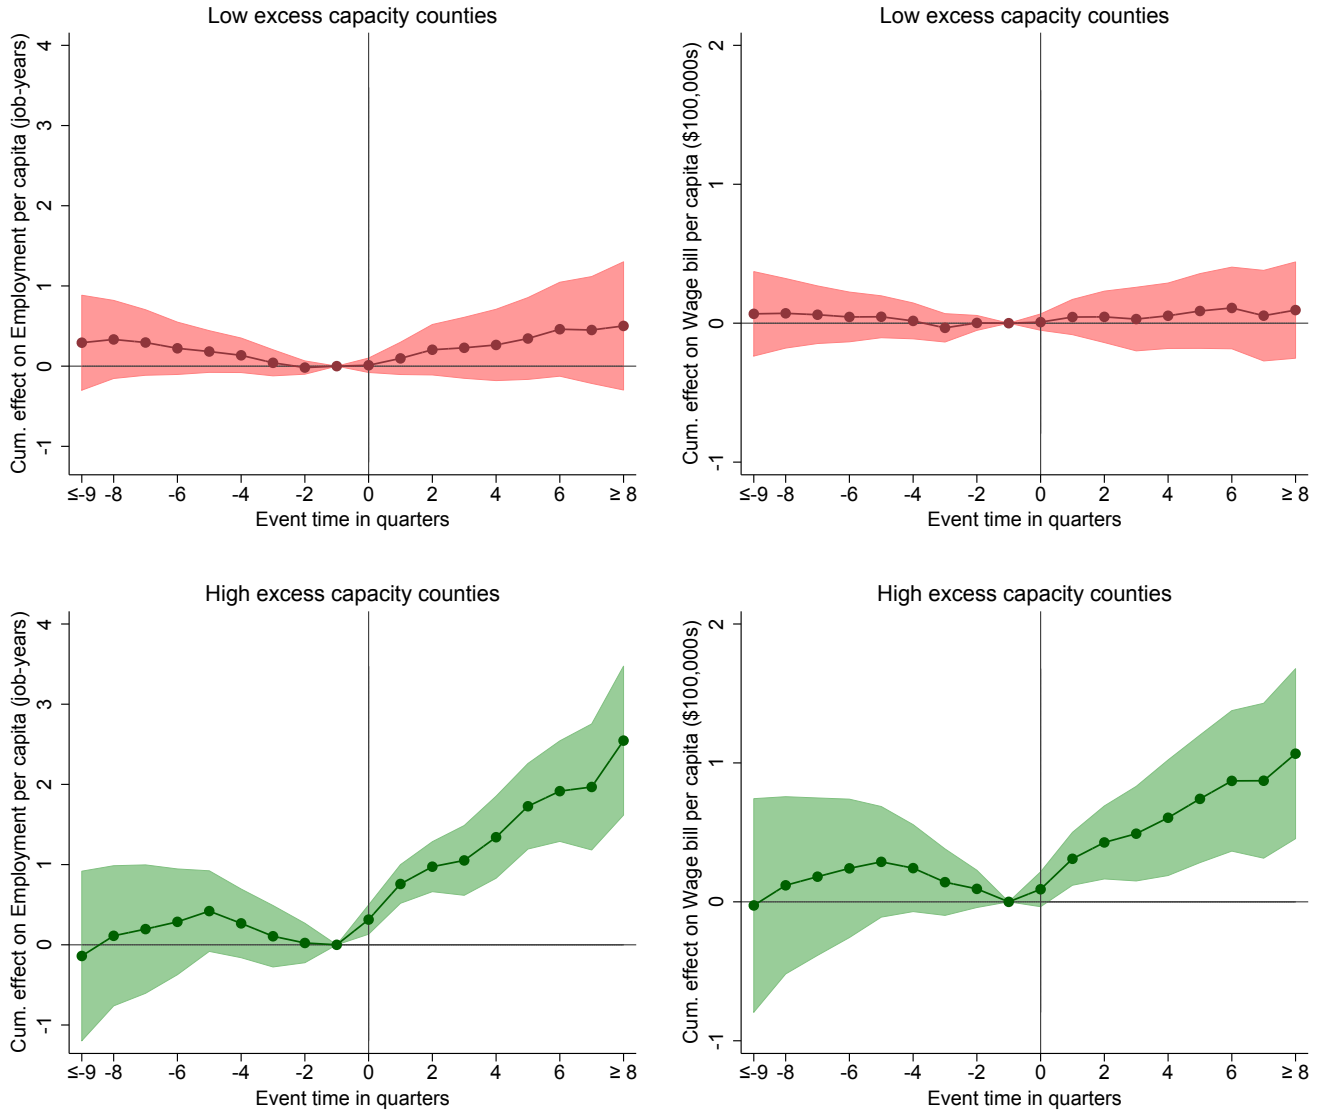 Low excess capacity counties
Cum. effect on Employment per capita (job-years)
4
3
2
1
0
-1
≤-9 -8 -6 -4 -2 0 2 4 6 ≥ 8
Event time in quarters
Low excess capacity counties
Cum. effect on Wage bill per capita ($100,000s)
2
1
0
-1
≤-9 -8 -6 -4 -2 0 2 4 6 ≥ 8
Event time in quarters
High excess capacity counties
Cum. effect on Employment per capita (job-years)
4
3
2
1
0
-1
≤-9 -8 -6 -4 -2 0 2 4 6 ≥ 8
Event time in quarters
High excess capacity counties
Cum. effect on Wage bill per capita ($100,000s)
2
1
0
-1
≤-9 -8 -6 -4 -2 0 2 4 6 ≥ 8
Event time in quarters